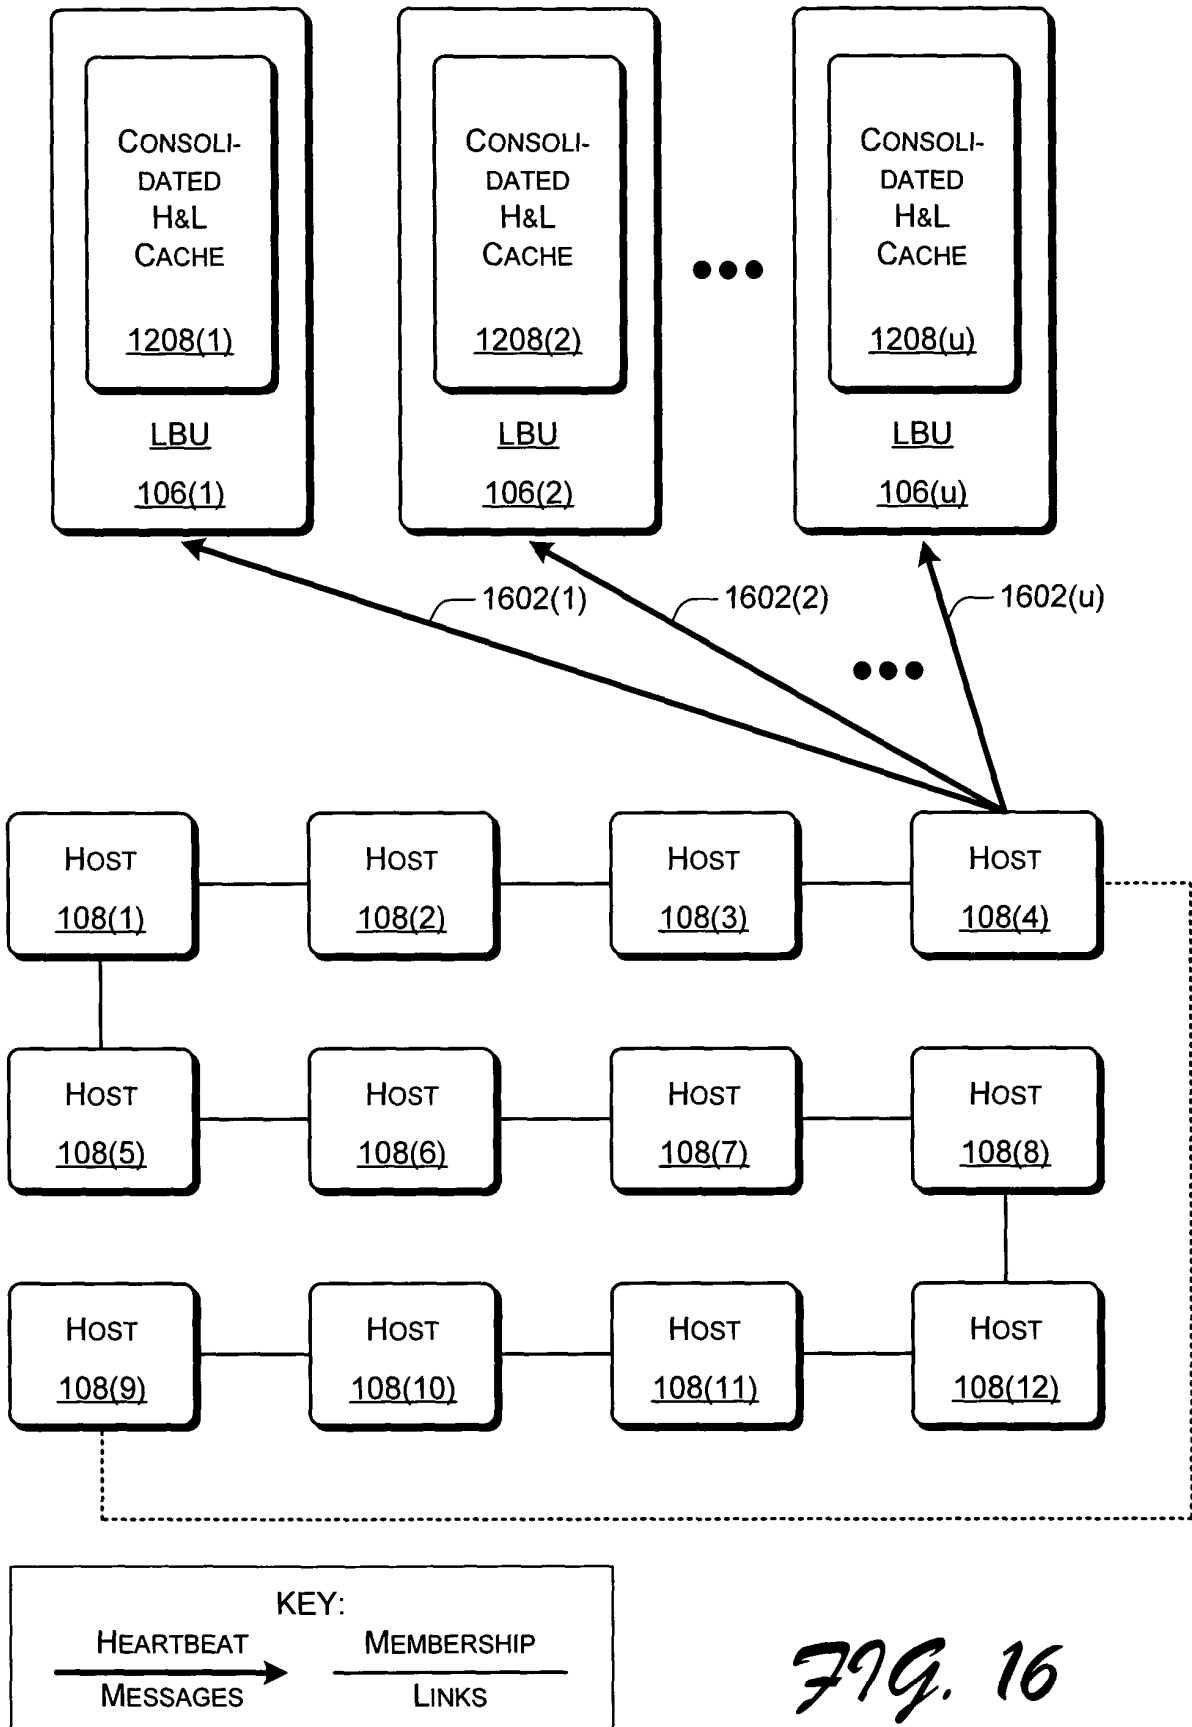 CONSOLI-
DATED
H&L
CACHE
1208(1)
LBU
106(1)
CONSOLI-
DATED
H&L
CACHE
1208(2)
LBU
106(2)
CONSOLI-
DATED
H&L
CACHE
1208(u)
LBU
106(u)
1602(1)
1602(2)
1602(u)
HOST
108(1)
HOST
108(2)
HOST
108(3)
HOST
108(4)
HOST
108(5)
HOST
108(6)
HOST
108(7)
HOST
108(8)
HOST
108(9)
HOST
108(10)
HOST
108(11)
HOST
108(12)
KEY:
HEARTBEAT
MESSAGES
MEMBERSHIP
LINKS
FIG. 16